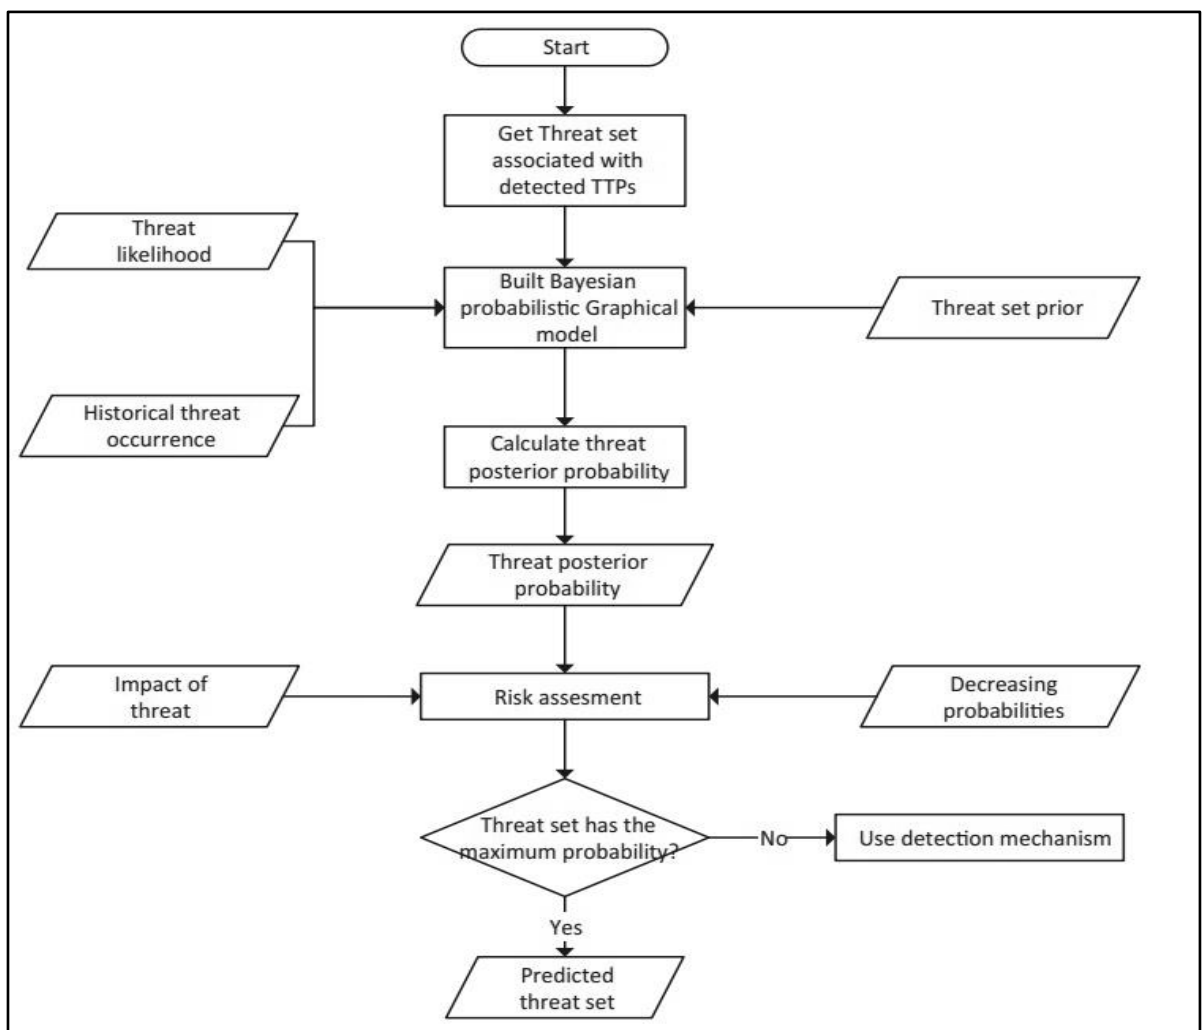 Start
Get Threat set
associated with
detected TTPs
Threat
likelihood
Built Bayesian
probabilistic Graphical
model
Threat set prior
Historical threat
occurrence
Calculate threat
posterior probability
Threat posterior
probability
Impact of
threat
Risk assesment
Decreasing
probabilities
Threat set has the
maximum probability?
No
Use detection mechanism
Yes
Predicted
threat set